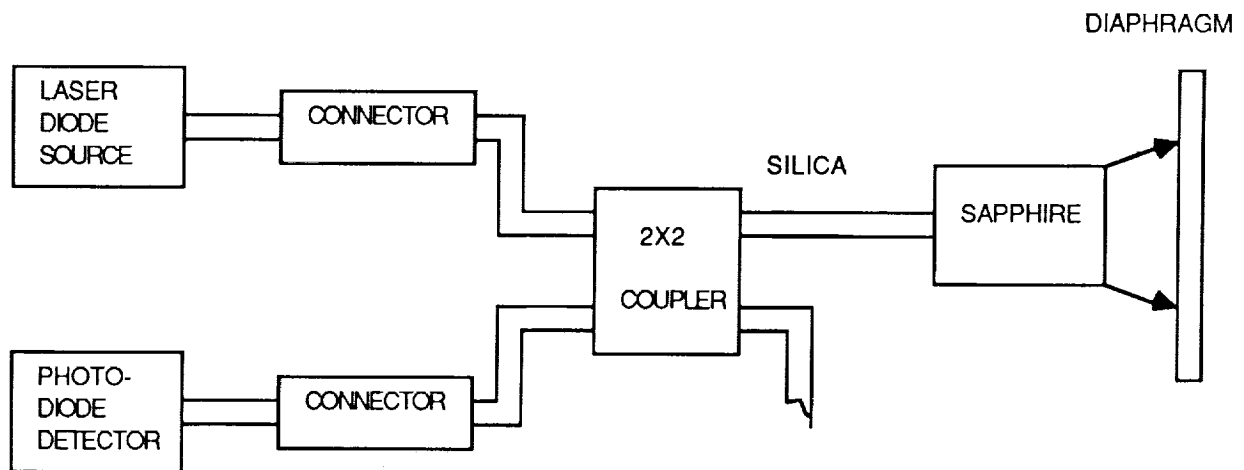 DIAPHRAGM
LASER
DIODE
SOURCE
CONNECTOR
SILICA
SAPPHIRE
2X2
COUPLER
PHOTO-
DIODE
DETECTOR
CONNECTOR